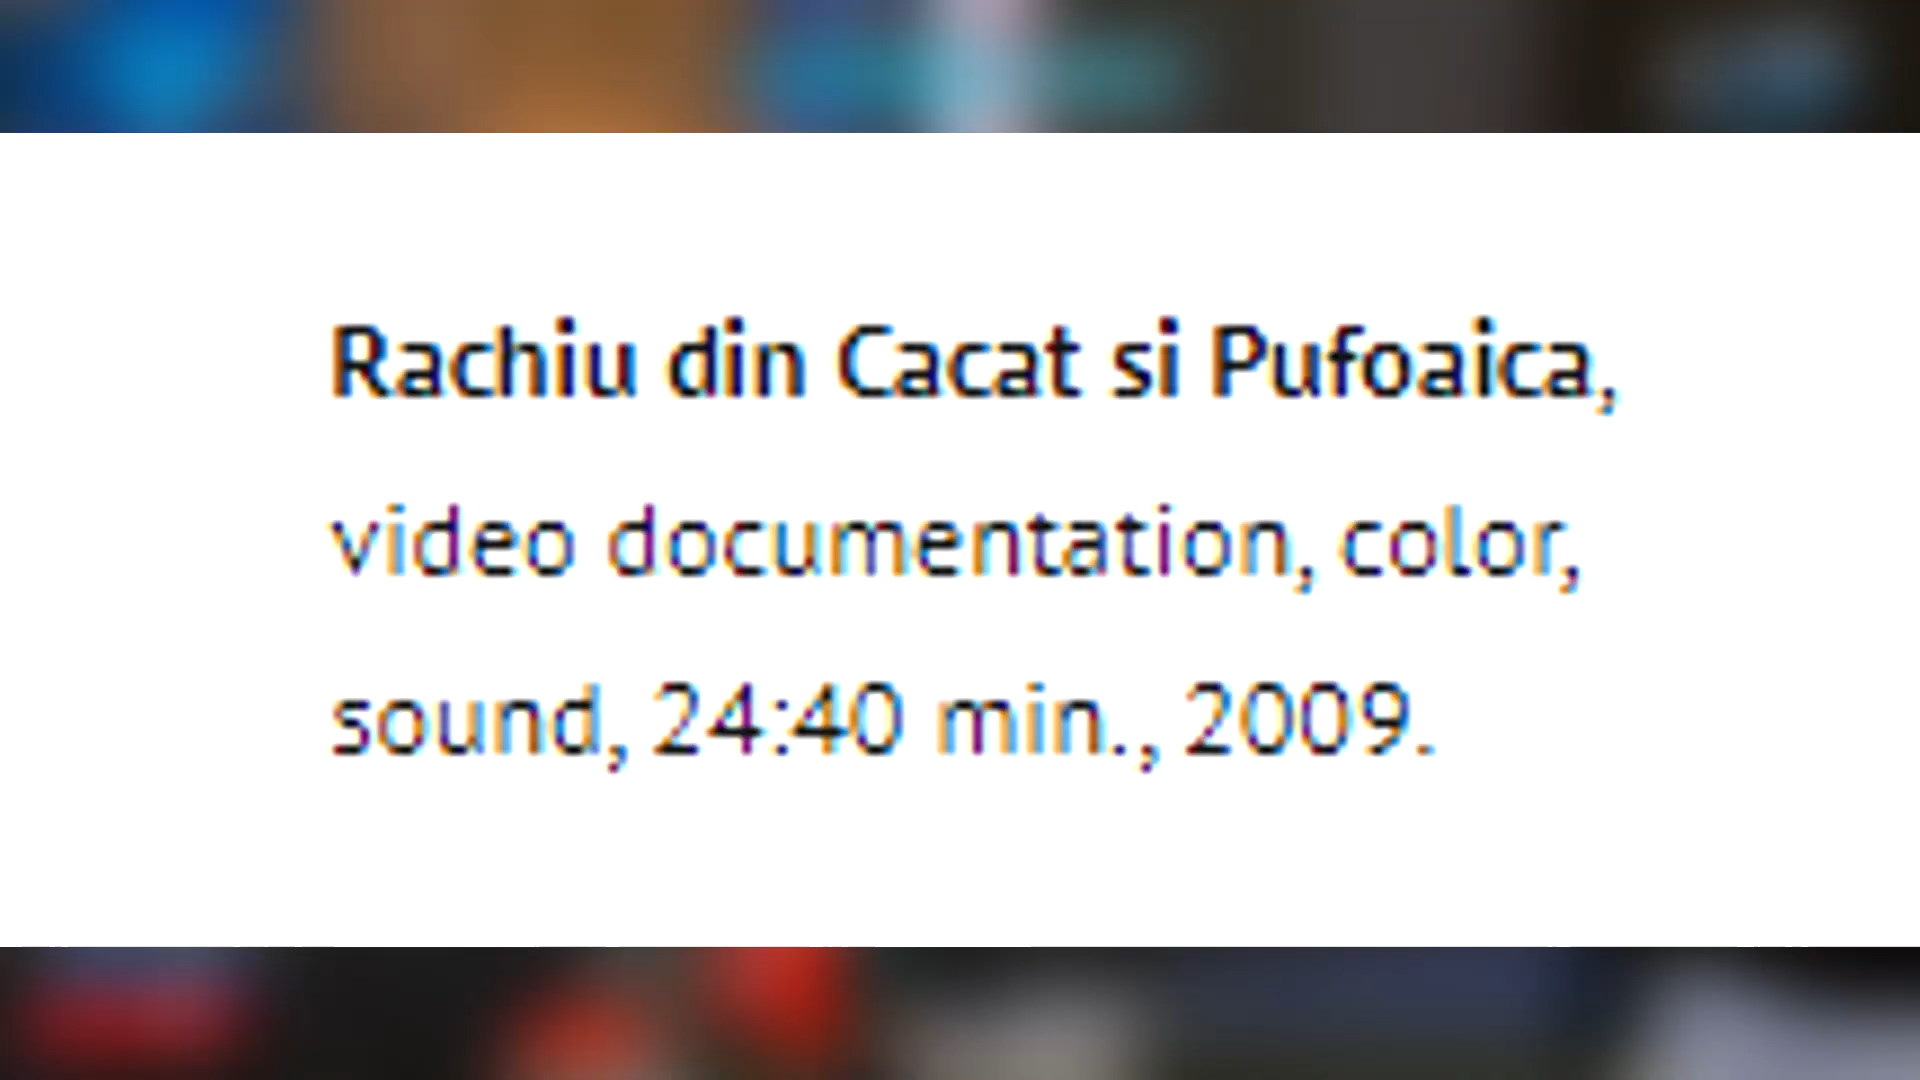 Rachiu din Cacat si Pufoaica,
video documentation, color,
sound, 24:40 min., 2009.